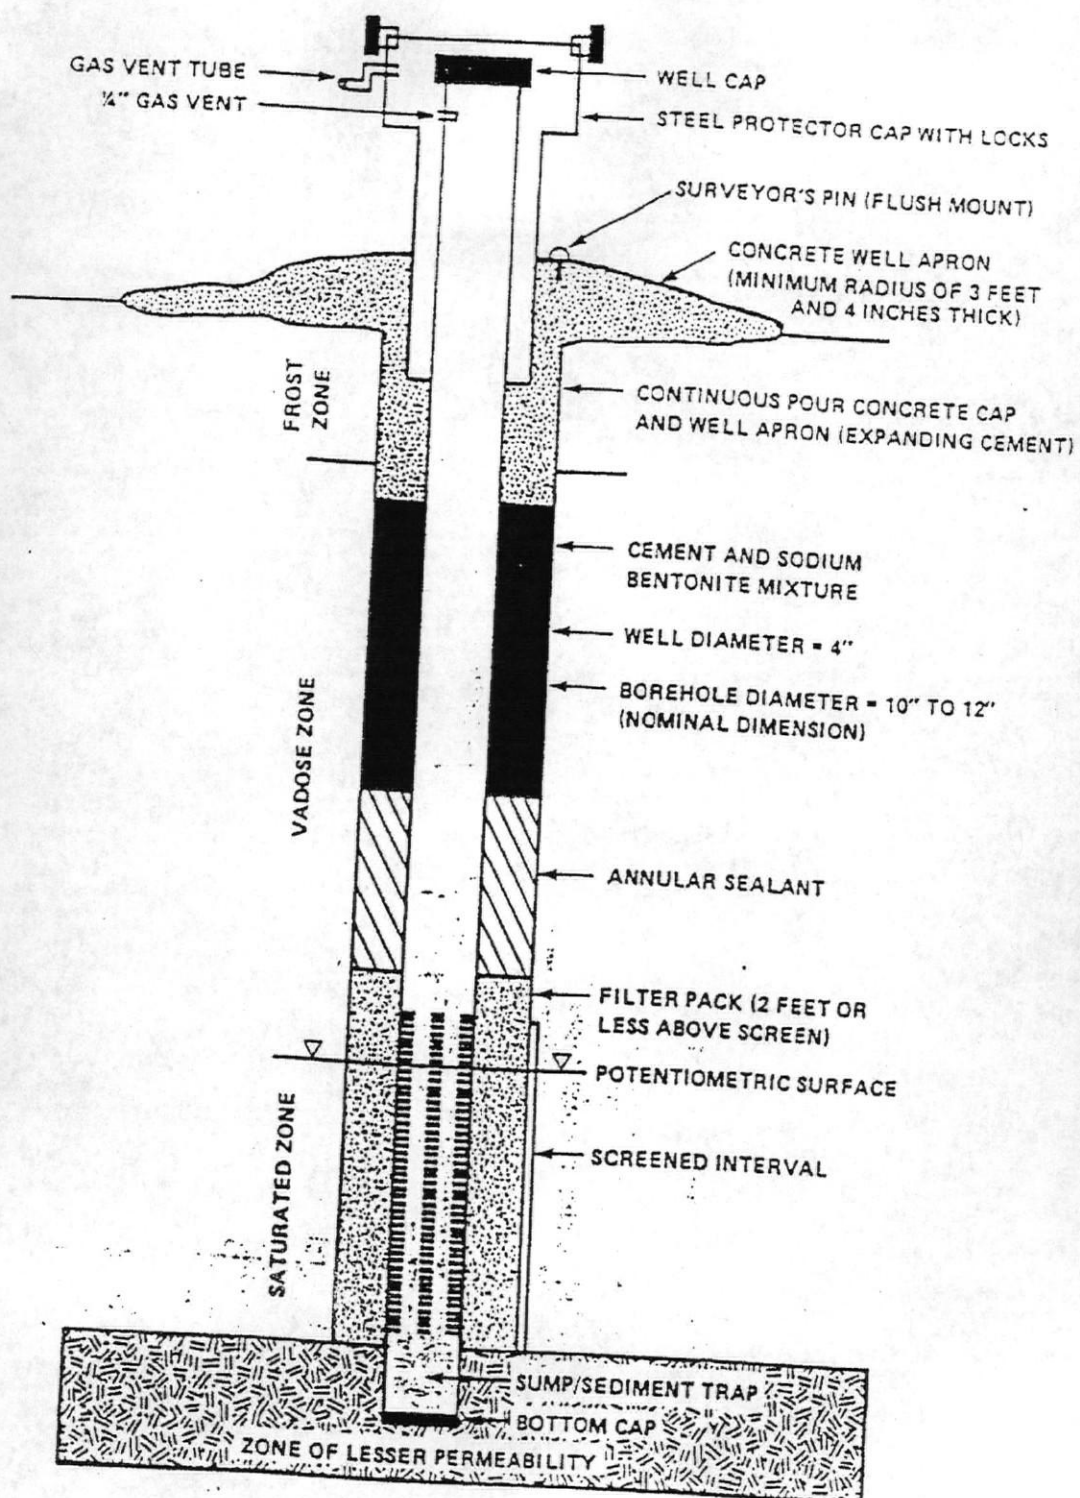 GAS VENT TUBE
¼" GAS VENT
WELL CAP
STEEL PROTECTOR CAP WITH LOCKS
SURVEYOR'S PIN (FLUSH MOUNT)
CONCRETE WELL APRON
(MINIMUM RADIUS OF 3 FEET
AND 4 INCHES THICK)
FROST
ZONE
CONTINUOUS POUR CONCRETE CAP
AND WELL APRON (EXPANDING CEMENT)
CEMENT AND SODIUM
BENTONITE MIXTURE
WELL DIAMETER = 4"
BOREHOLE DIAMETER = 10" TO 12"
(NOMINAL DIMENSION)
VADOSE ZONE
ANNULAR SEALANT
FILTER PACK (2 FEET OR
LESS ABOVE SCREEN)
POTENTIOMETRIC SURFACE
SCREENED INTERVAL
SATURATED ZONE
SUMP/SEDIMENT TRAP
BOTTOM CAP
ZONE OF LESSER PERMEABILITY